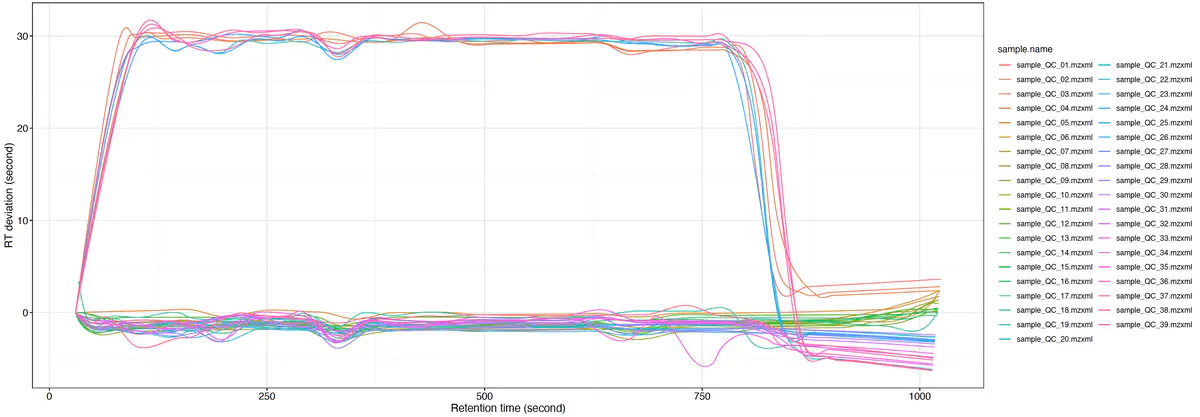 30
20
10
0
RT deviation (second)
0 250 500 750 1000
Retention time (second)
sample.name
sample_QC_01.mzxml sample_QC_21.mzxml
sample_QC_02.mzxml sample_QC_22.mzxml
sample_QC_03.mzxml sample_QC_23.mzxml
sample_QC_04.mzxml sample_QC_24.mzxml
sample_QC_05.mzxml sample_QC_25.mzxml
sample_QC_06.mzxml sample_QC_26.mzxml
sample_QC_07.mzxml sample_QC_27.mzxml
sample_QC_08.mzxml sample_QC_28.mzxml
sample_QC_09.mzxml sample_QC_29.mzxml
sample_QC_10.mzxml sample_QC_30.mzxml
sample_QC_11.mzxml sample_QC_31.mzxml
sample_QC_12.mzxml sample_QC_32.mzxml
sample_QC_13.mzxml sample_QC_33.mzxml
sample_QC_14.mzxml sample_QC_34.mzxml
sample_QC_15.mzxml sample_QC_35.mzxml
sample_QC_16.mzxml sample_QC_36.mzxml
sample_QC_17.mzxml sample_QC_37.mzxml
sample_QC_18.mzxml sample_QC_38.mzxml
sample_QC_19.mzxml sample_QC_39.mzxml
sample_QC_20.mzxml